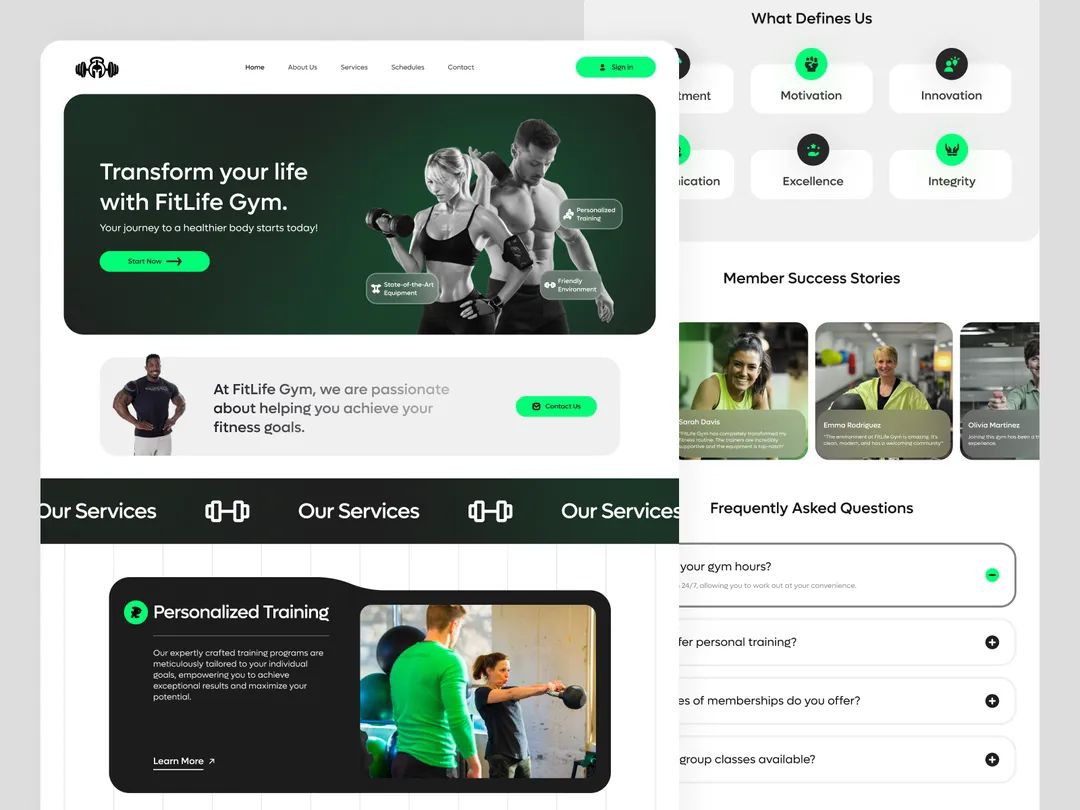 Home
About Us
Services
Schedules
Contact
Sign in
Transform your life
with FitLife Gym.
Your journey to a healthier body starts today!
Start Now
Personalized
Training
State-of-the-Art
Equipment
Friendly
Environment
At FitLife Gym, we are passionate
about helping you achieve your
fitness goals.
Contact Us
Our Services
Our Services
Our Services
Personalized Training
Our expertly crafted training programs are
meticulously tailored to your individual
goals, empowering you to achieve
exceptional results and maximize your
potential.
Learn More
What Defines Us
tment
Motivation
Innovation
ication
Excellence
Integrity
Member Success Stories
Sarah Davis
"FitLife Gym has completely transformed my
fitness routine. The trainers are incredibly
supportive and the equipment is top-notch"
Emma Rodriguez
"The environment at FitLife Gym is amazing. It's
clean, modern, and has a welcoming community"
Olivia Martinez
Joining this gym has been a
experience.
Frequently Asked Questions
your gym hours?
24/7, allowing you to work out at your convenience.
fer personal training?
es of memberships do you offer?
group classes available?